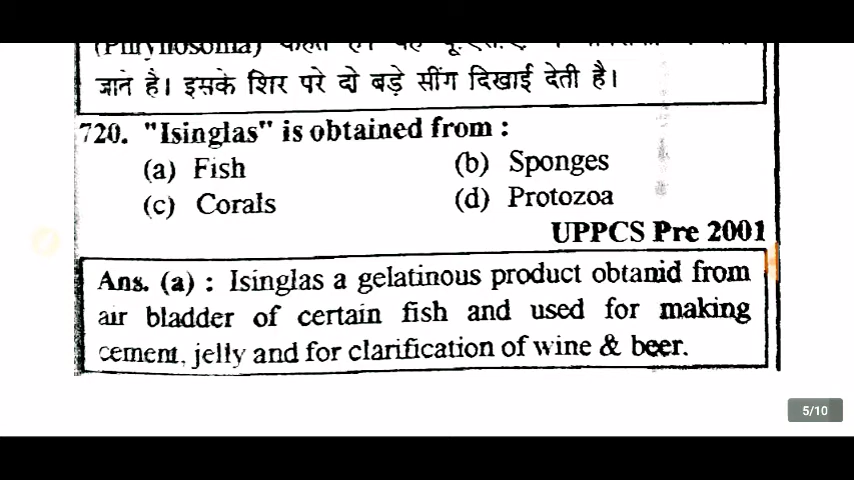 (Phrynosoma) कहते हैं।
जाते है। इसके शिर परे दो बड़े सींग दिखाई देती है।
720. "Isinglas" is obtained from :
(a) Fish (b) Sponges
(c) Corals (d) Protozoa
UPPCS Pre 2001
Ans. (a) : Isinglas a gelatinous product obtanid from
air bladder of certain fish and used for making
cement, jelly and for clarification of wine & beer.
5/10